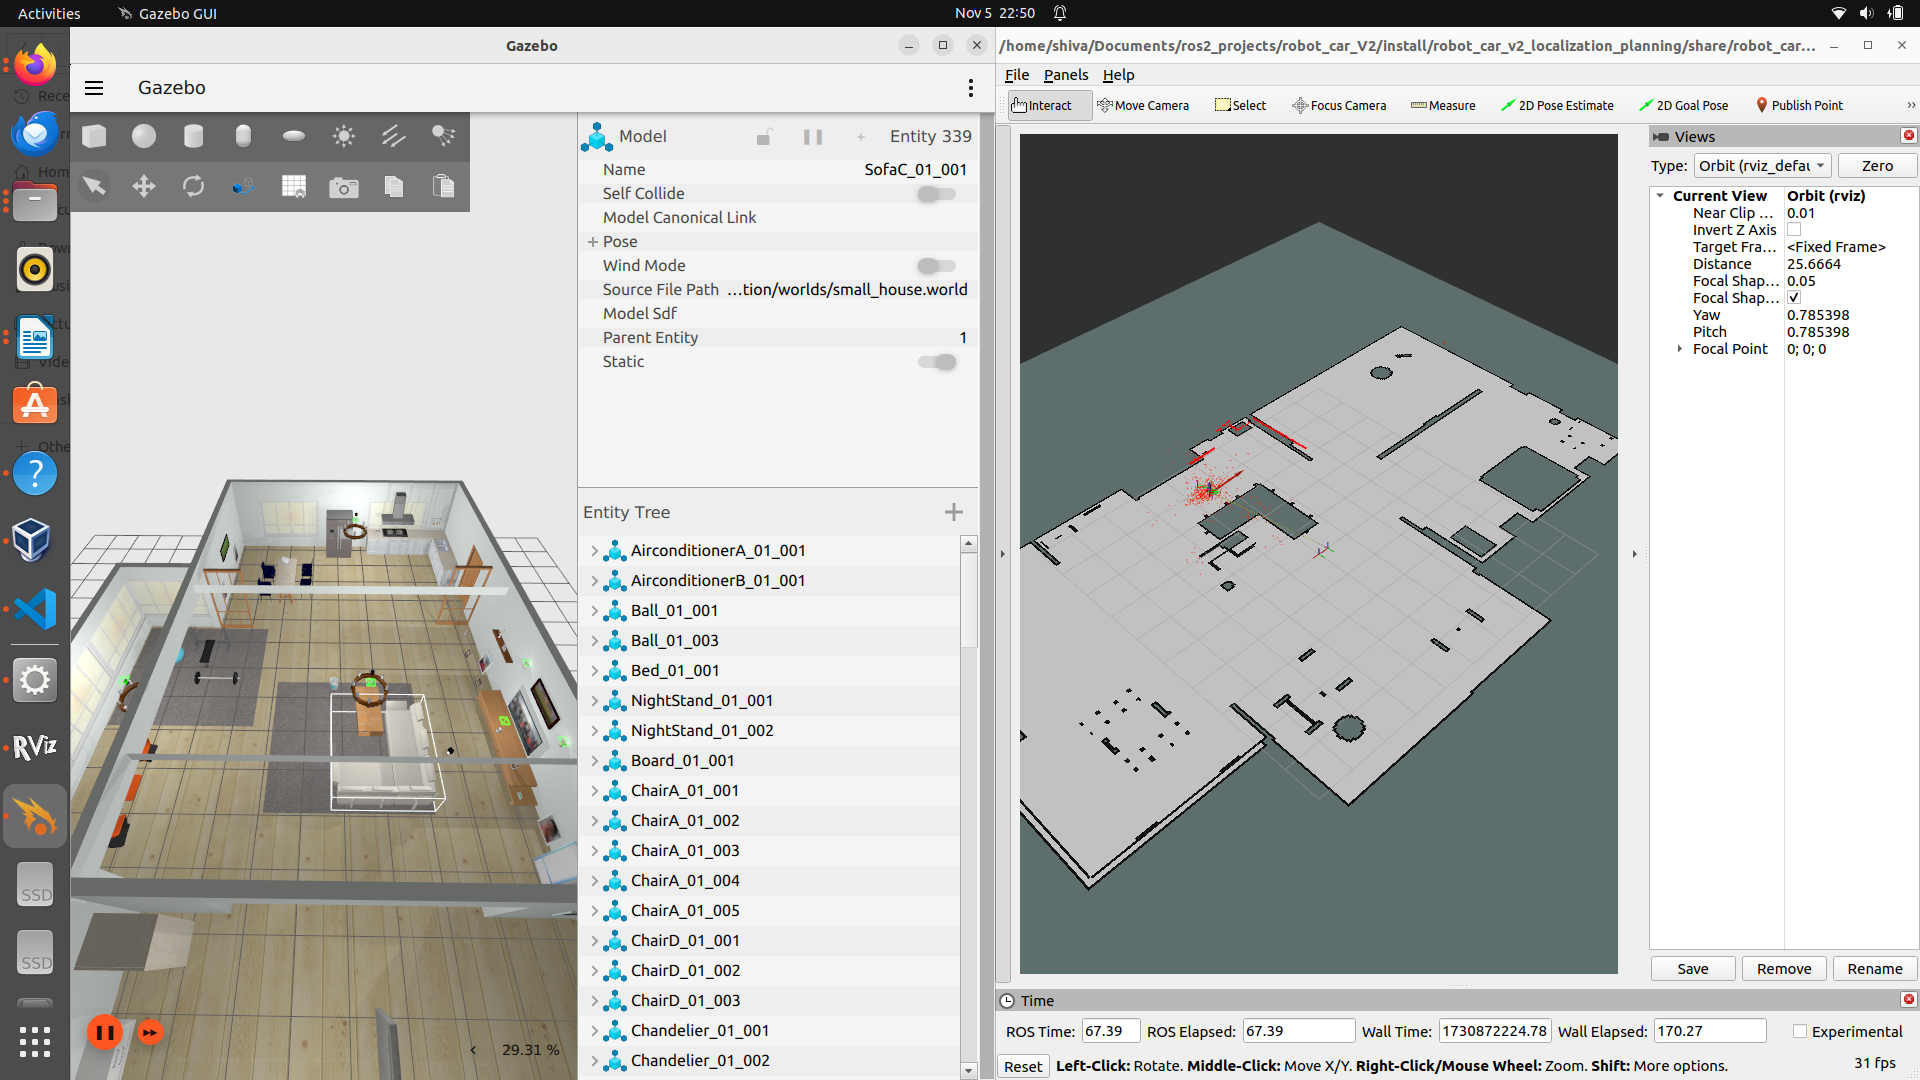 Activities
Gazebo GUI
Nov 5 22:50
Gazebo
Gazebo
Model
Entity 339
Name
SofaC_01_001
Self Collide
Model Canonical Link
Pose
Wind Mode
Source File Path
...tion/worlds/small_house.world
Model Sdf
Parent Entity
1
Static
Entity Tree
AirconditionerA_01_001
AirconditionerB_01_001
Ball_01_001
Ball_01_003
Bed_01_001
NightStand_01_001
NightStand_01_002
Board_01_001
ChairA_01_001
ChairA_01_002
ChairA_01_003
ChairA_01_004
ChairA_01_005
ChairD_01_001
ChairD_01_002
ChairD_01_003
Chandelier_01_001
Chandelier_01_002
29.31 %
RViz
SSD
SSD
/home/shiva/Documents/ros2_projects/robot_car_V2/install/robot_car_v2_localization_planning/share/robot_car...
File Panels Help
Interact
Move Camera
Select
Focus Camera
Measure
2D Pose Estimate
2D Goal Pose
Publish Point
Views
Type:
Orbit (rviz_defau
Zero
Current View
Orbit (rviz)
Near Clip ...
0.01
Invert Z Axis
Target Fra...
<Fixed Frame>
Distance
25.6664
Focal Shap...
0.05
Focal Shap...
Yaw
0.785398
Pitch
0.785398
Focal Point
0; 0; 0
Save
Remove
Rename
Time
ROS Time:
67.39
ROS Elapsed:
67.39
Wall Time:
1730872224.78
Wall Elapsed:
170.27
Experimental
Reset
Left-Click: Rotate. Middle-Click: Move X/Y. Right-Click/Mouse Wheel: Zoom. Shift: More options.
31 fps